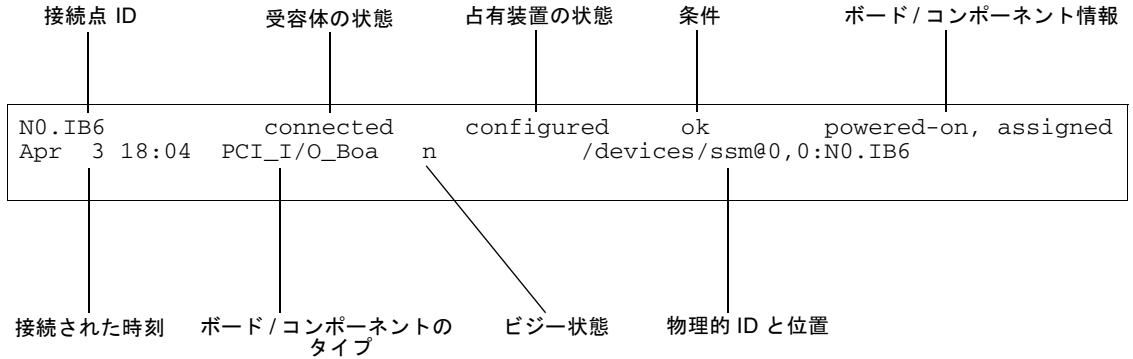 接続点 ID 受容体の状態 占有装置の状態 条件 ボード / コンポーネント情報
N0.IB6 connected configured ok powered-on, assigned
Apr 3 18:04 PCI_I/O_Boa n /devices/ssm@0,0:N0.IB6
接続された時刻 ボード / コンポーネントの ビジー状態 物理的 ID と位置
タイプ